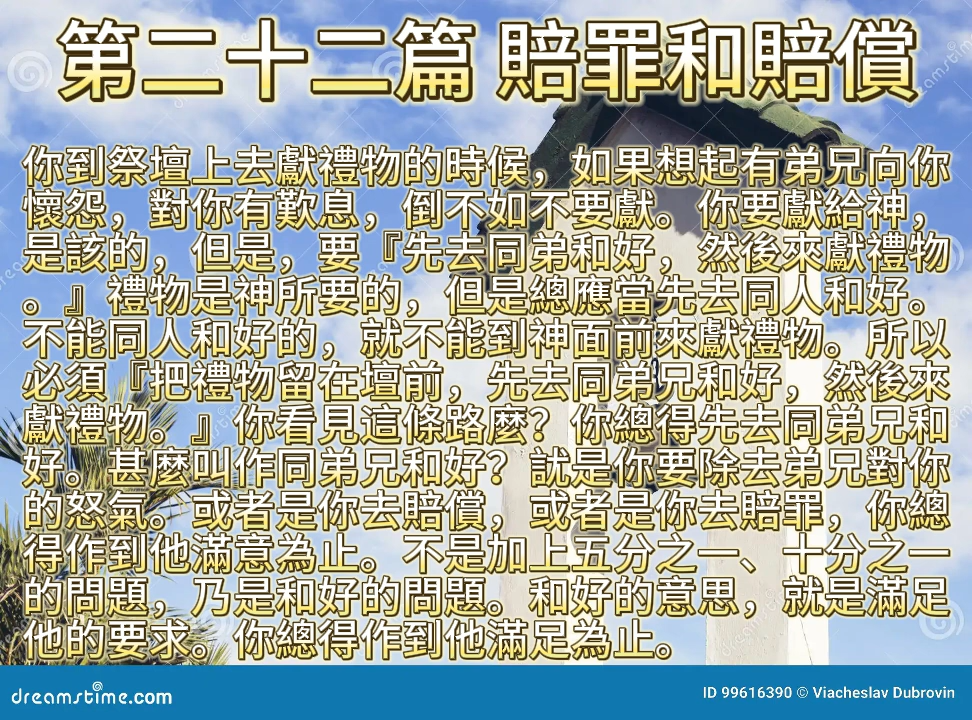 第二十二篇 賠罪和賠償
你到祭壇上去獻禮物的時候，如果想起有弟兄向你
懷怨，對你有歎息，倒不如不要獻。你要獻給神，
是該的，但是，要『先去同弟和好，然後來獻禮物
。』禮物是神所要的，但是總應當先去同人和好。
不能同人和好的，就不能到神面前來獻禮物。所以
必須『把禮物留在壇前，先去同弟兄和好，然後來
獻禮物。』你看見這條路麼？你總得先去同弟兄和
好。甚麼叫作同弟兄和好？就是你要除去弟兄對你
的怒氣。或者是你去賠償，或者是你去賠罪，你總
得作到他滿意為止。不是加上五分之一、十分之一
的問題，乃是和好的問題。和好的意思，就是滿足
他的要求。你總得作到他滿足為止。
dreamstime.com
ID 99616390 © Viacheslav Dubrovin